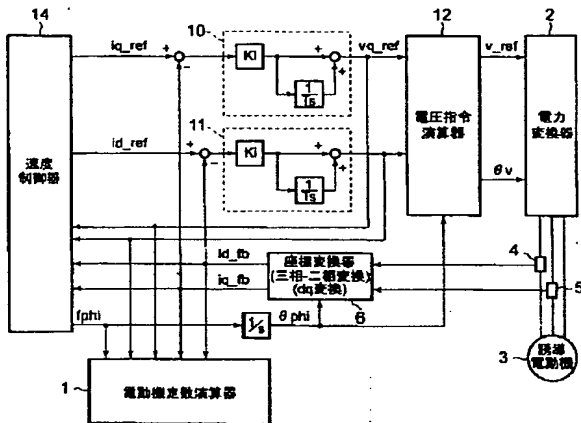 14
iq_ref
+
-
10
Ki
1
Ts
+
+
vq_ref
12
v_ref
2
id_ref
+
-
11
Ki
1
Ts
+
+
速度
制御器
電圧指令
演算器
電力
変換器
θv
id_fb
iq_fb
座標変換器
(三相-二相変換)
(dq変換)
6
4
5
fphi
1/s
θphi
3
誘導
電動機
1
電動機定数演算器